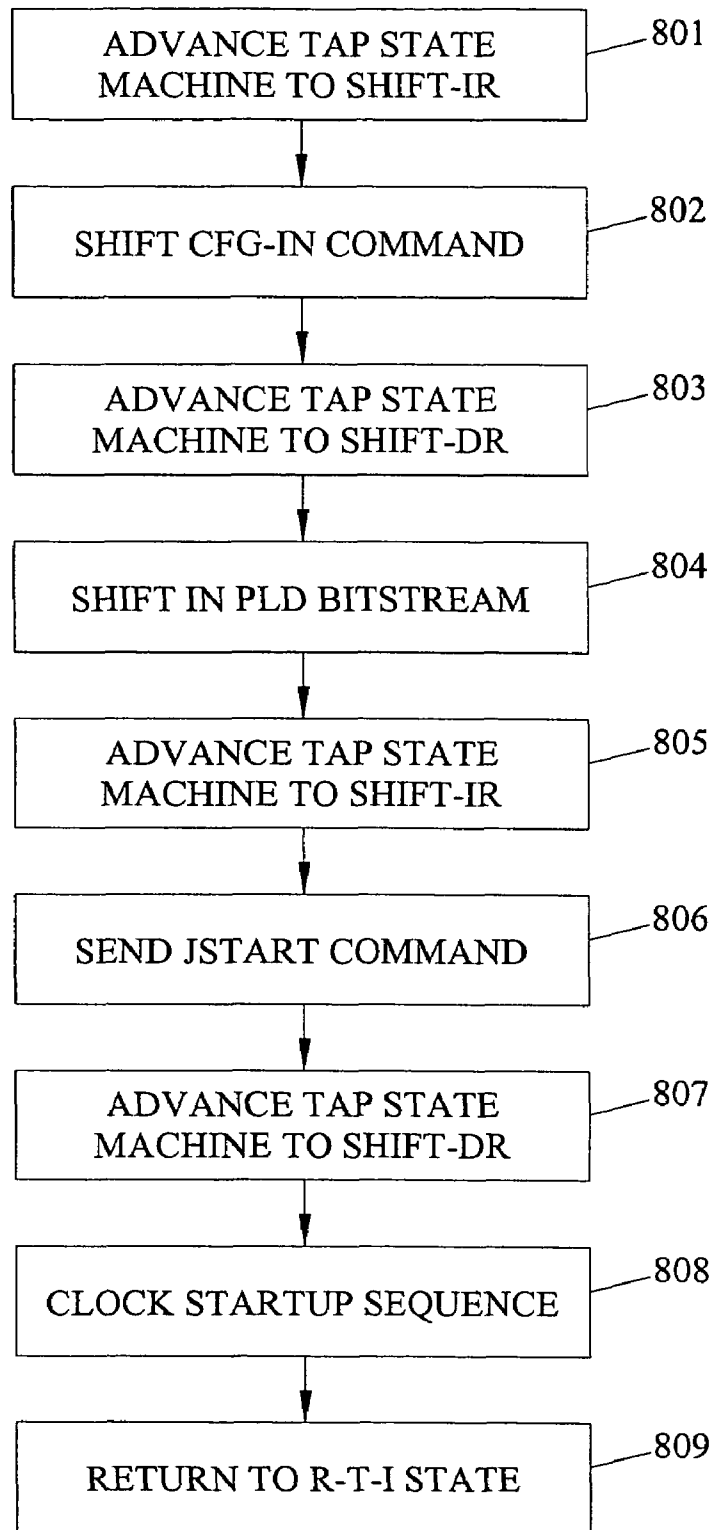 ADVANCE TAP STATE
MACHINE TO SHIFT-IR
801
SHIFT CFG-IN COMMAND
802
ADVANCE TAP STATE
MACHINE TO SHIFT-DR
803
SHIFT IN PLD BITSTREAM
804
ADVANCE TAP STATE
MACHINE TO SHIFT-IR
805
SEND JSTART COMMAND
806
ADVANCE TAP STATE
MACHINE TO SHIFT-DR
807
CLOCK STARTUP SEQUENCE
808
RETURN TO R-T-I STATE
809